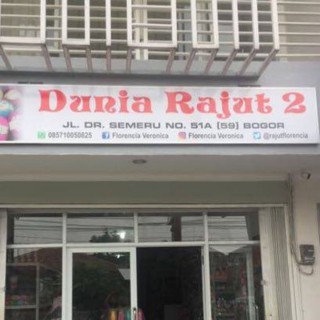 Dunia Rajut 2
JL. DR. SEMERU NO. 51A (59) BOGOR
085710050825 Florencia Veronica Florencia Veronica @rajutflorencia